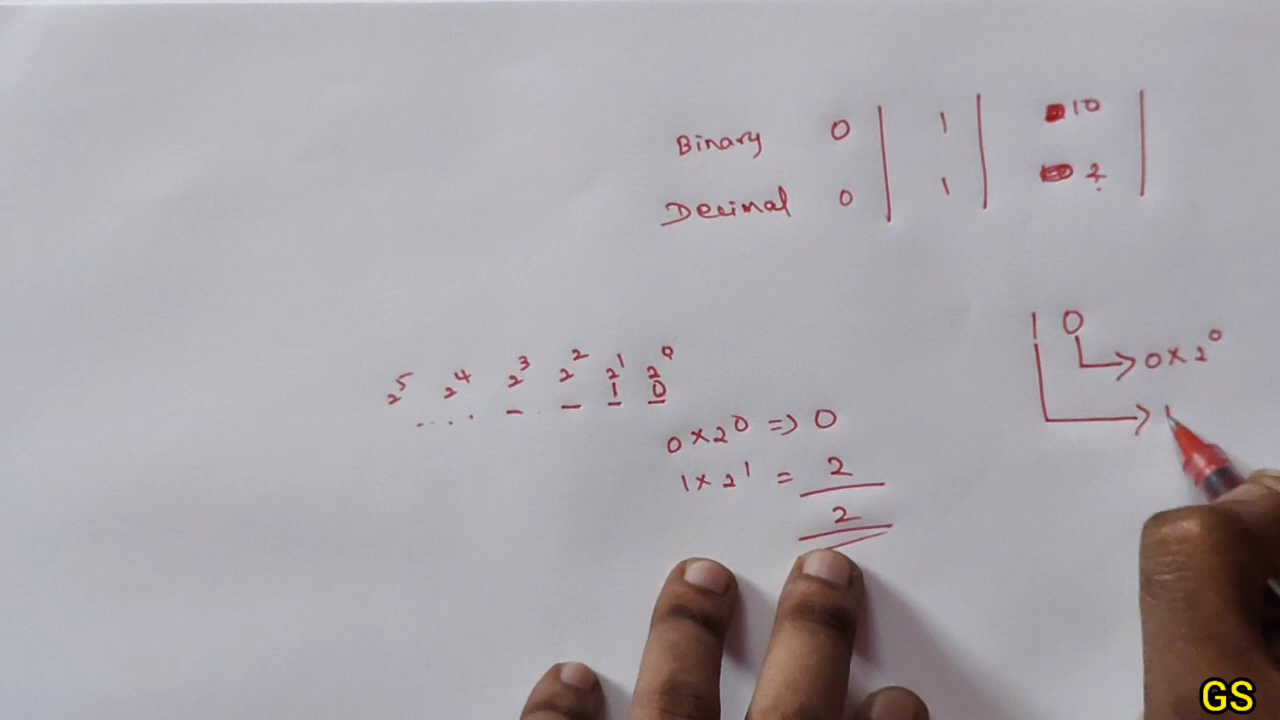 Binary 0 | 1 | 10 |
Decimal 0 | 1 | 2 |
1 0
0 × 2⁰
1
2⁵ 2⁴ 2³ 2² 2¹ 2⁰
.... – – 1 0
0 × 2⁰ => 0
1 × 2¹ = 2
2
GS